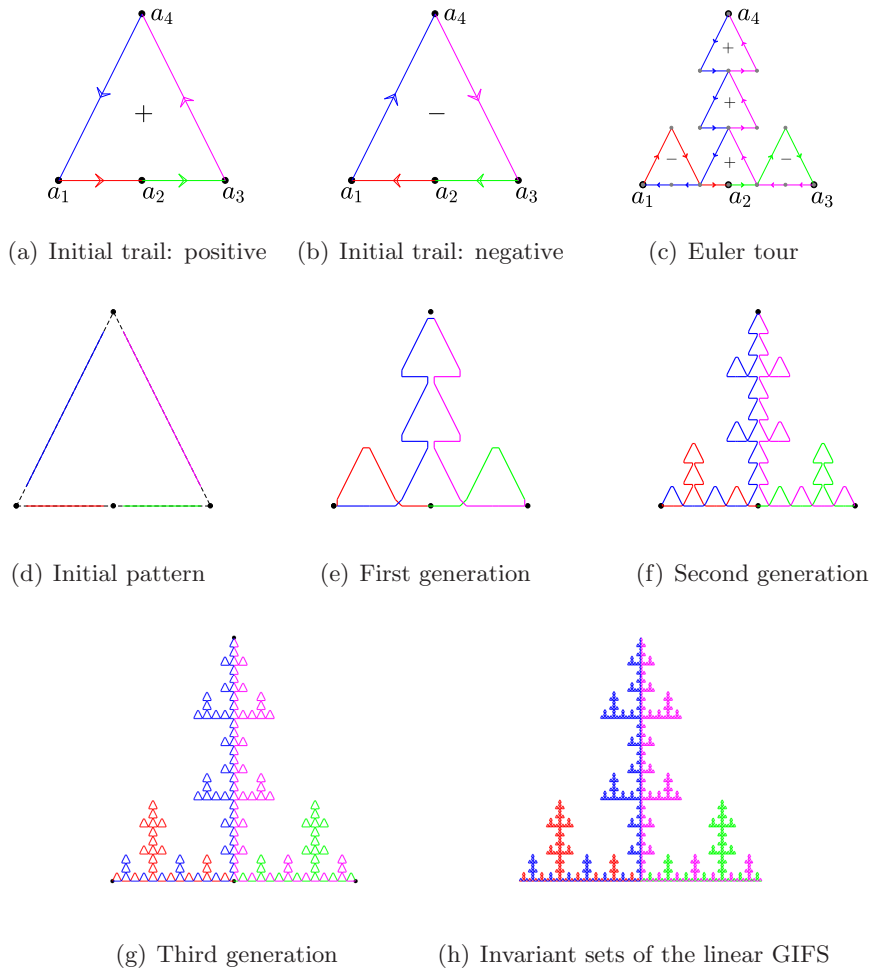 a₄ a₄ a₄
+ − +
+
− + −
a₁ a₂ a₃ a₁ a₂ a₃ a₁ a₂ a₃
(a) Initial trail: positive (b) Initial trail: negative (c) Euler tour
(d) Initial pattern (e) First generation (f) Second generation
(g) Third generation (h) Invariant sets of the linear GIFS